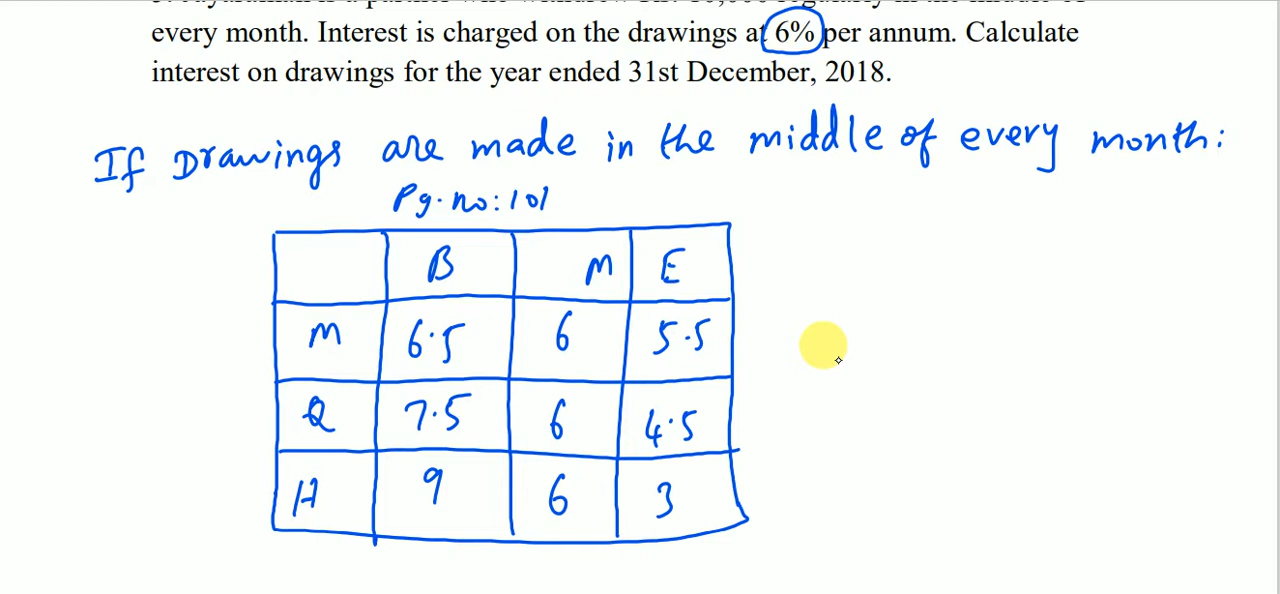 every month. Interest is charged on the drawings at 6% per annum. Calculate
interest on drawings for the year ended 31st December, 2018.
If Drawings are made in the middle of every month:
Pg. no: 101
B M E
M 6.5 6 5.5
Q 7.5 6 4.5
H 9 6 3